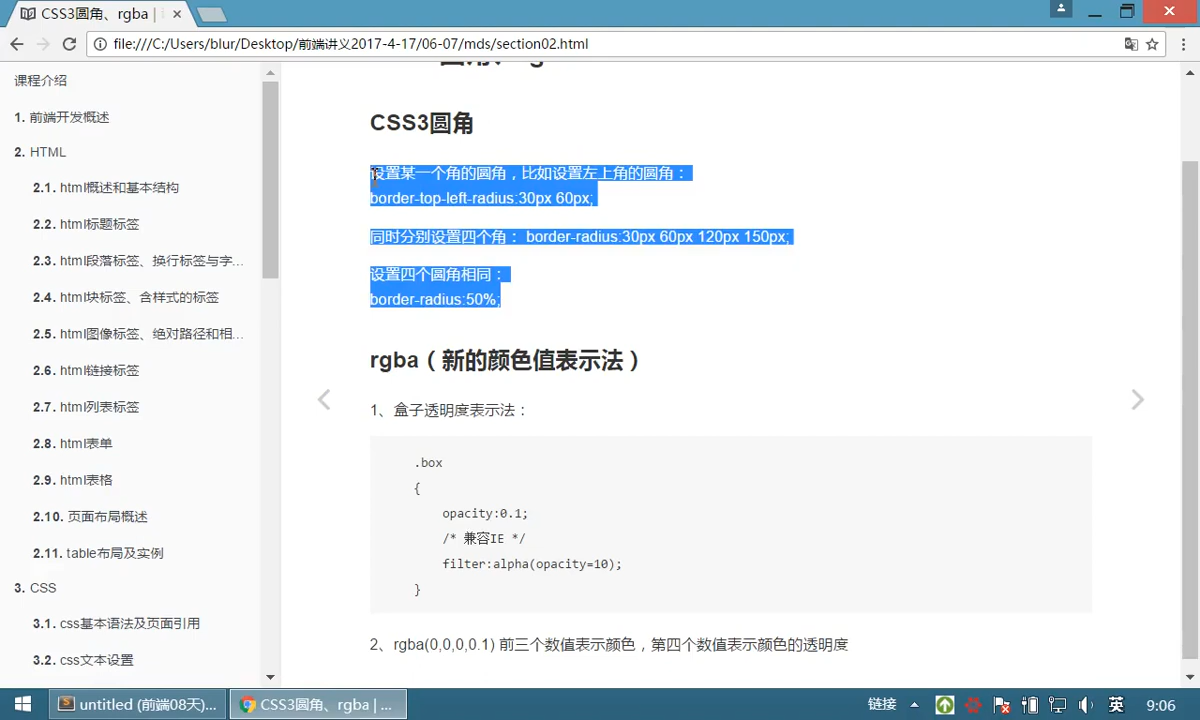 CSS3圆角、rgba |
file:///C:/Users/blur/Desktop/前端讲义2017-4-17/06-07/mds/section02.html
课程介绍
1. 前端开发概述
2. HTML
2.1. html概述和基本结构
2.2. html标题标签
2.3. html段落标签、换行标签与字...
2.4. html块标签、含样式的标签
2.5. html图像标签、绝对路径和相...
2.6. html链接标签
2.7. html列表标签
2.8. html表单
2.9. html表格
2.10. 页面布局概述
2.11. table布局及实例
3. CSS
3.1. css基本语法及页面引用
3.2. css文本设置
CSS3圆角
设置某一个角的圆角，比如设置左上角的圆角：
border-top-left-radius:30px 60px;
同时分别设置四个角： border-radius:30px 60px 120px 150px;
设置四个圆角相同：
border-radius:50%;
rgba（新的颜色值表示法）
1、盒子透明度表示法：
.box
{
opacity:0.1;
/* 兼容IE */
filter:alpha(opacity=10);
}
2、rgba(0,0,0,0.1) 前三个数值表示颜色，第四个数值表示颜色的透明度
untitled (前端08天)...
CSS3圆角、rgba | ...
链接
英
9:06